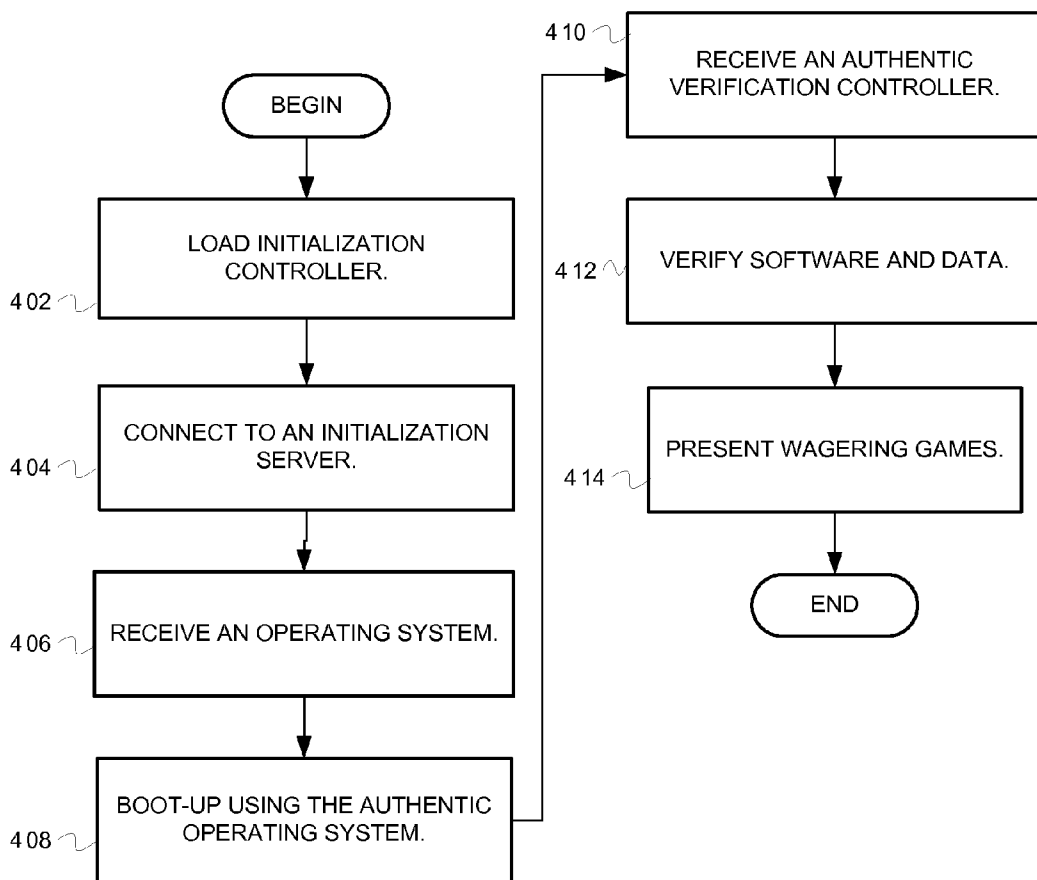 BEGIN
LOAD INITIALIZATION
CONTROLLER.
402
CONNECT TO AN INITIALIZATION
SERVER.
404
RECEIVE AN OPERATING SYSTEM.
406
BOOT-UP USING THE AUTHENTIC
OPERATING SYSTEM.
408
410
RECEIVE AN AUTHENTIC
VERIFICATION CONTROLLER.
VERIFY SOFTWARE AND DATA.
412
PRESENT WAGERING GAMES.
414
END